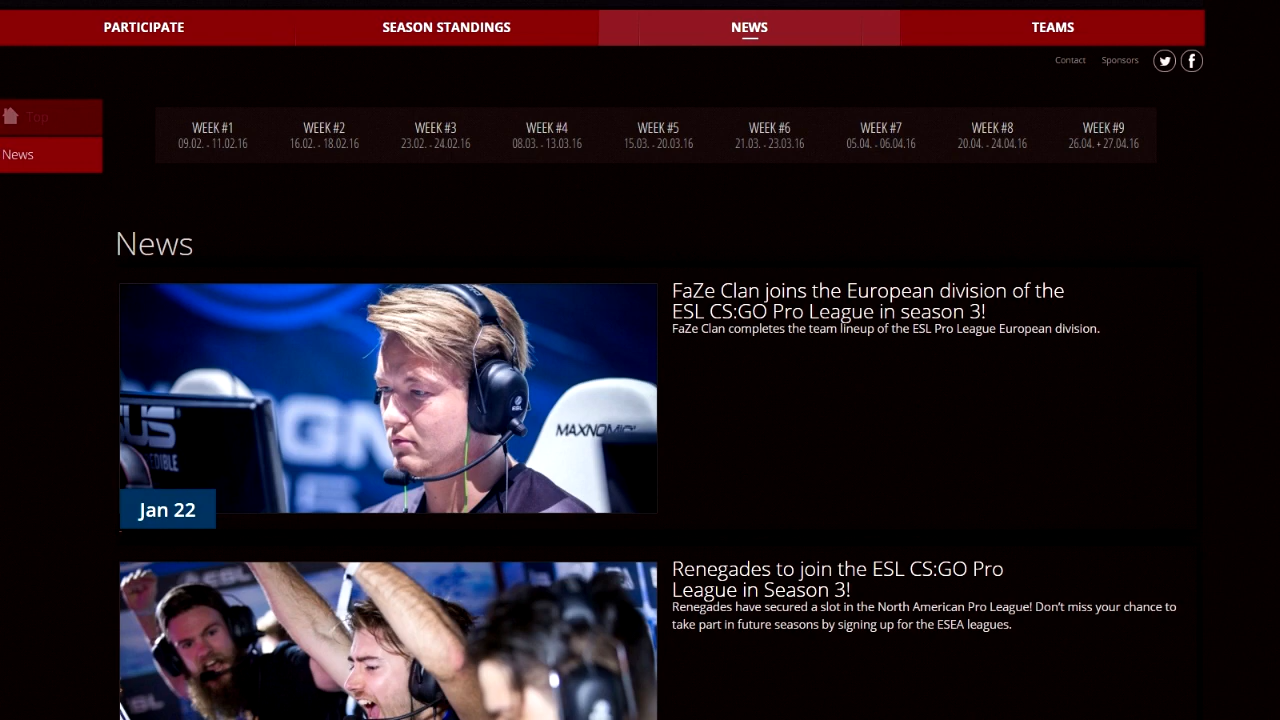 PARTICIPATE
SEASON STANDINGS
NEWS
TEAMS
Contact Sponsors
Top
News
WEEK #1
09.02. - 11.02.16
WEEK #2
16.02. - 18.02.16
WEEK #3
23.02. - 24.02.16
WEEK #4
08.03. - 13.03.16
WEEK #5
15.03. - 20.03.16
WEEK #6
21.03. - 23.03.16
WEEK #7
05.04. - 06.04.16
WEEK #8
20.04. - 24.04.16
WEEK #9
26.04. + 27.04.16
News
FaZe Clan joins the European division of the
ESL CS:GO Pro League in season 3!
FaZe Clan completes the team lineup of the ESL Pro League European division.
ESL
MAXNOMIC
Jan 22
Renegades to join the ESL CS:GO Pro
League in Season 3!
Renegades have secured a slot in the North American Pro League! Don't miss your chance to
take part in future seasons by signing up for the ESEA leagues.